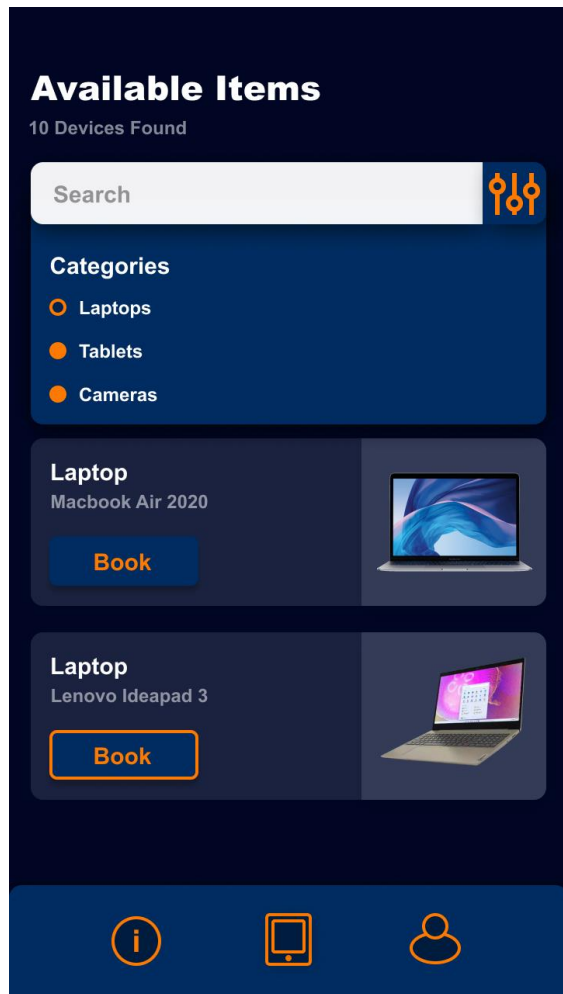 Available Items
10 Devices Found
Search
Categories
Laptops
Tablets
Cameras
Laptop
Macbook Air 2020
Book
Laptop
Lenovo Ideapad 3
Book
i